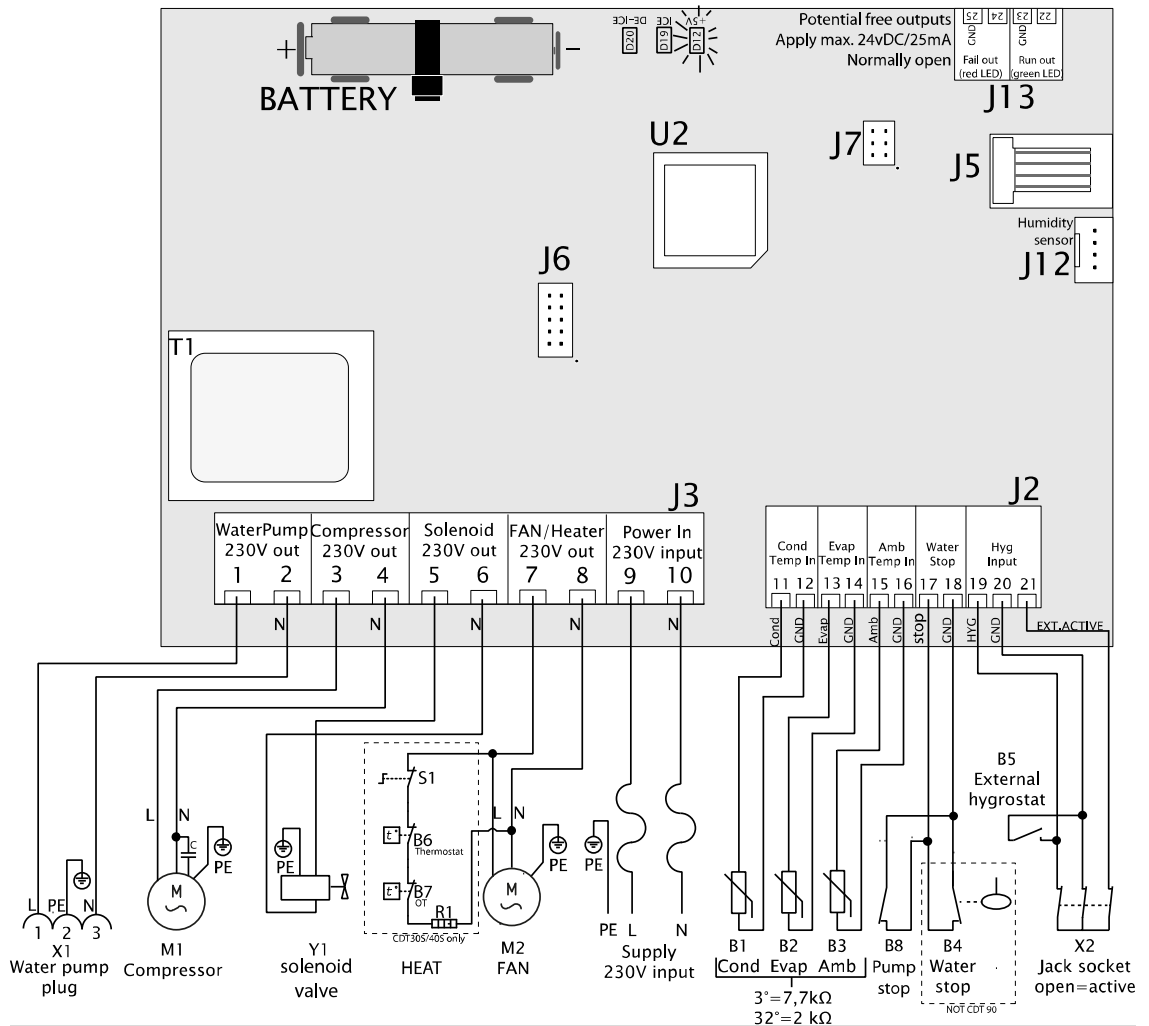 +
-
BATTERY
DE-ICE
ICE
+5V
D20
D19
D12
Potential free outputs
Apply max. 24vDC/25mA
Normally open
25
24
23
22
GND
GND
Fail out
(red LED)
Run out
(green LED)
J13
U2
J7
J5
Humidity
sensor
J12
J6
T1
J3
WaterPump
230V out
Compressor
230V out
Solenoid
230V out
FAN/Heater
230V out
Power In
230V input
1 2 3 4 5 6 7 8 9 10
N N N N N
J2
Cond
Temp In
Evap
Temp In
Amb
Temp In
Water
Stop
Hyg
Input
11 12 13 14 15 16 17 18 19 20 21
Cond
GND
Evap
GND
Amb
GND
stop
GND
HYG
GND
EXT.ACTIVE
L PE N
1 2 3
X1
Water pump
plug
L N
C
PE
M
M1
Compressor
PE
Y1
solenoid
valve
S1
t°
B6
Thermostat
t°
B7
OT
R1
CDT30S/40S only
HEAT
L N
PE
M
M2
FAN
PE
PE L N
Supply
230V input
B1 B2 B3
Cond Evap Amb
3°=7,7kΩ
32°=2 kΩ
B8
Pump
stop
B4
Water
stop
NOT CDT 90
B5
External
hygrostat
X2
Jack socket
open=active